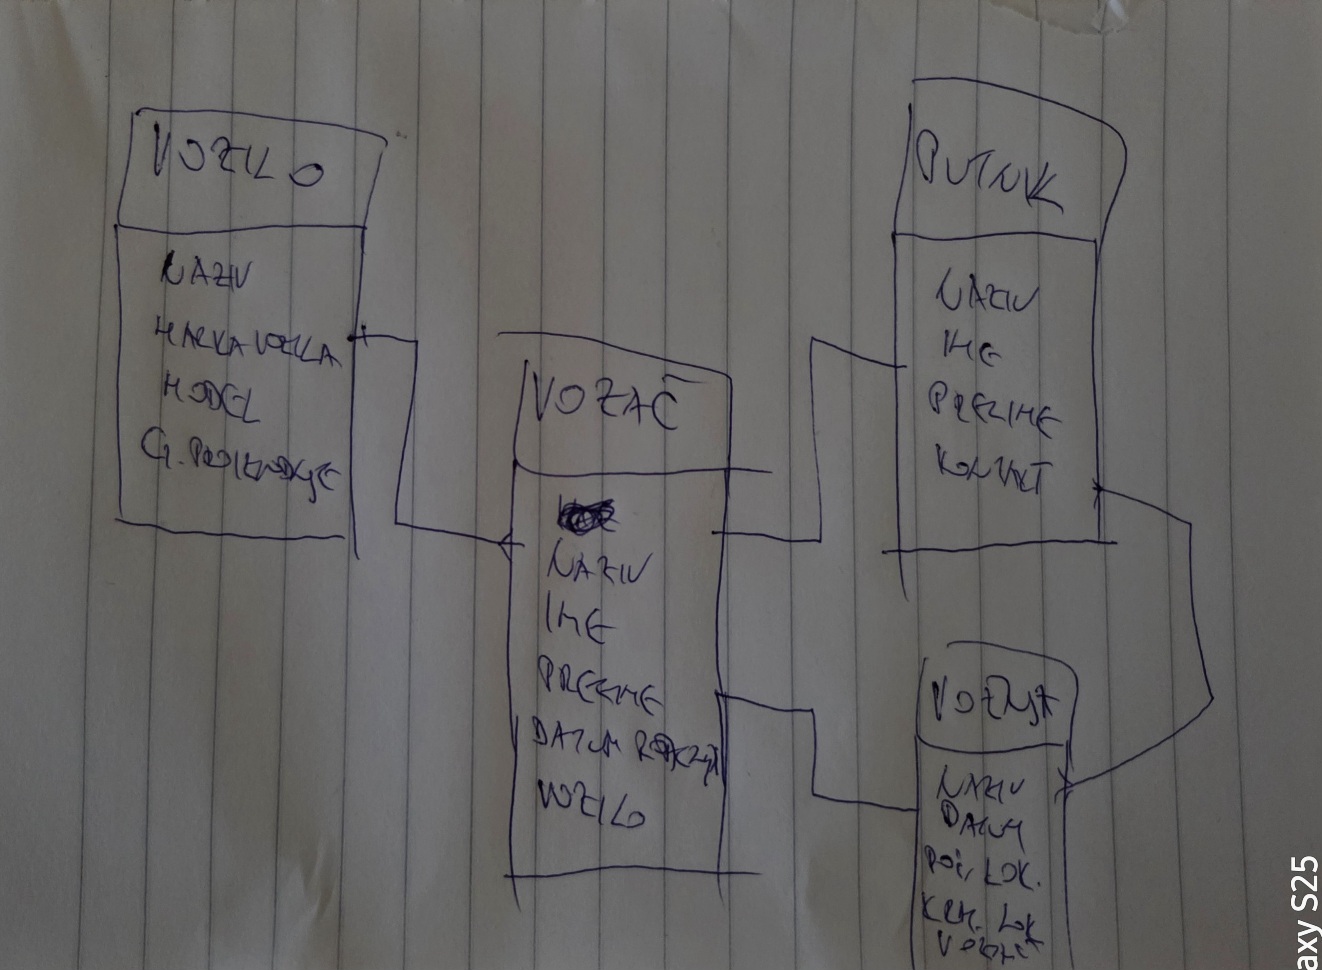 VOZILO
NAZIV
MARKA VOZILA
MODEL
G. PROIZVODNJE
VOZAČ
NAZIV
IME
PREZIME
DATUM ROĐENJA
VOZILO
PUTNIK
NAZIV
IME
PREZIME
KONTAKT
VOŽNJA
NAZIV
DATUM
POČ. LOK.
KRAJ. LOK
VOZAČ
axy S25